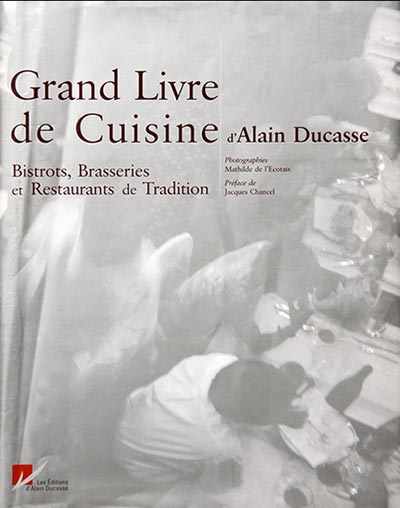 Grand Livre
de Cuisine d'Alain Ducasse
Bistrots, Brasseries
et Restaurants de Tradition
Photographies
Mathilde de l'Ecotais
Préface de
Jacques Chancel
Les Éditions
d'Alain Ducasse